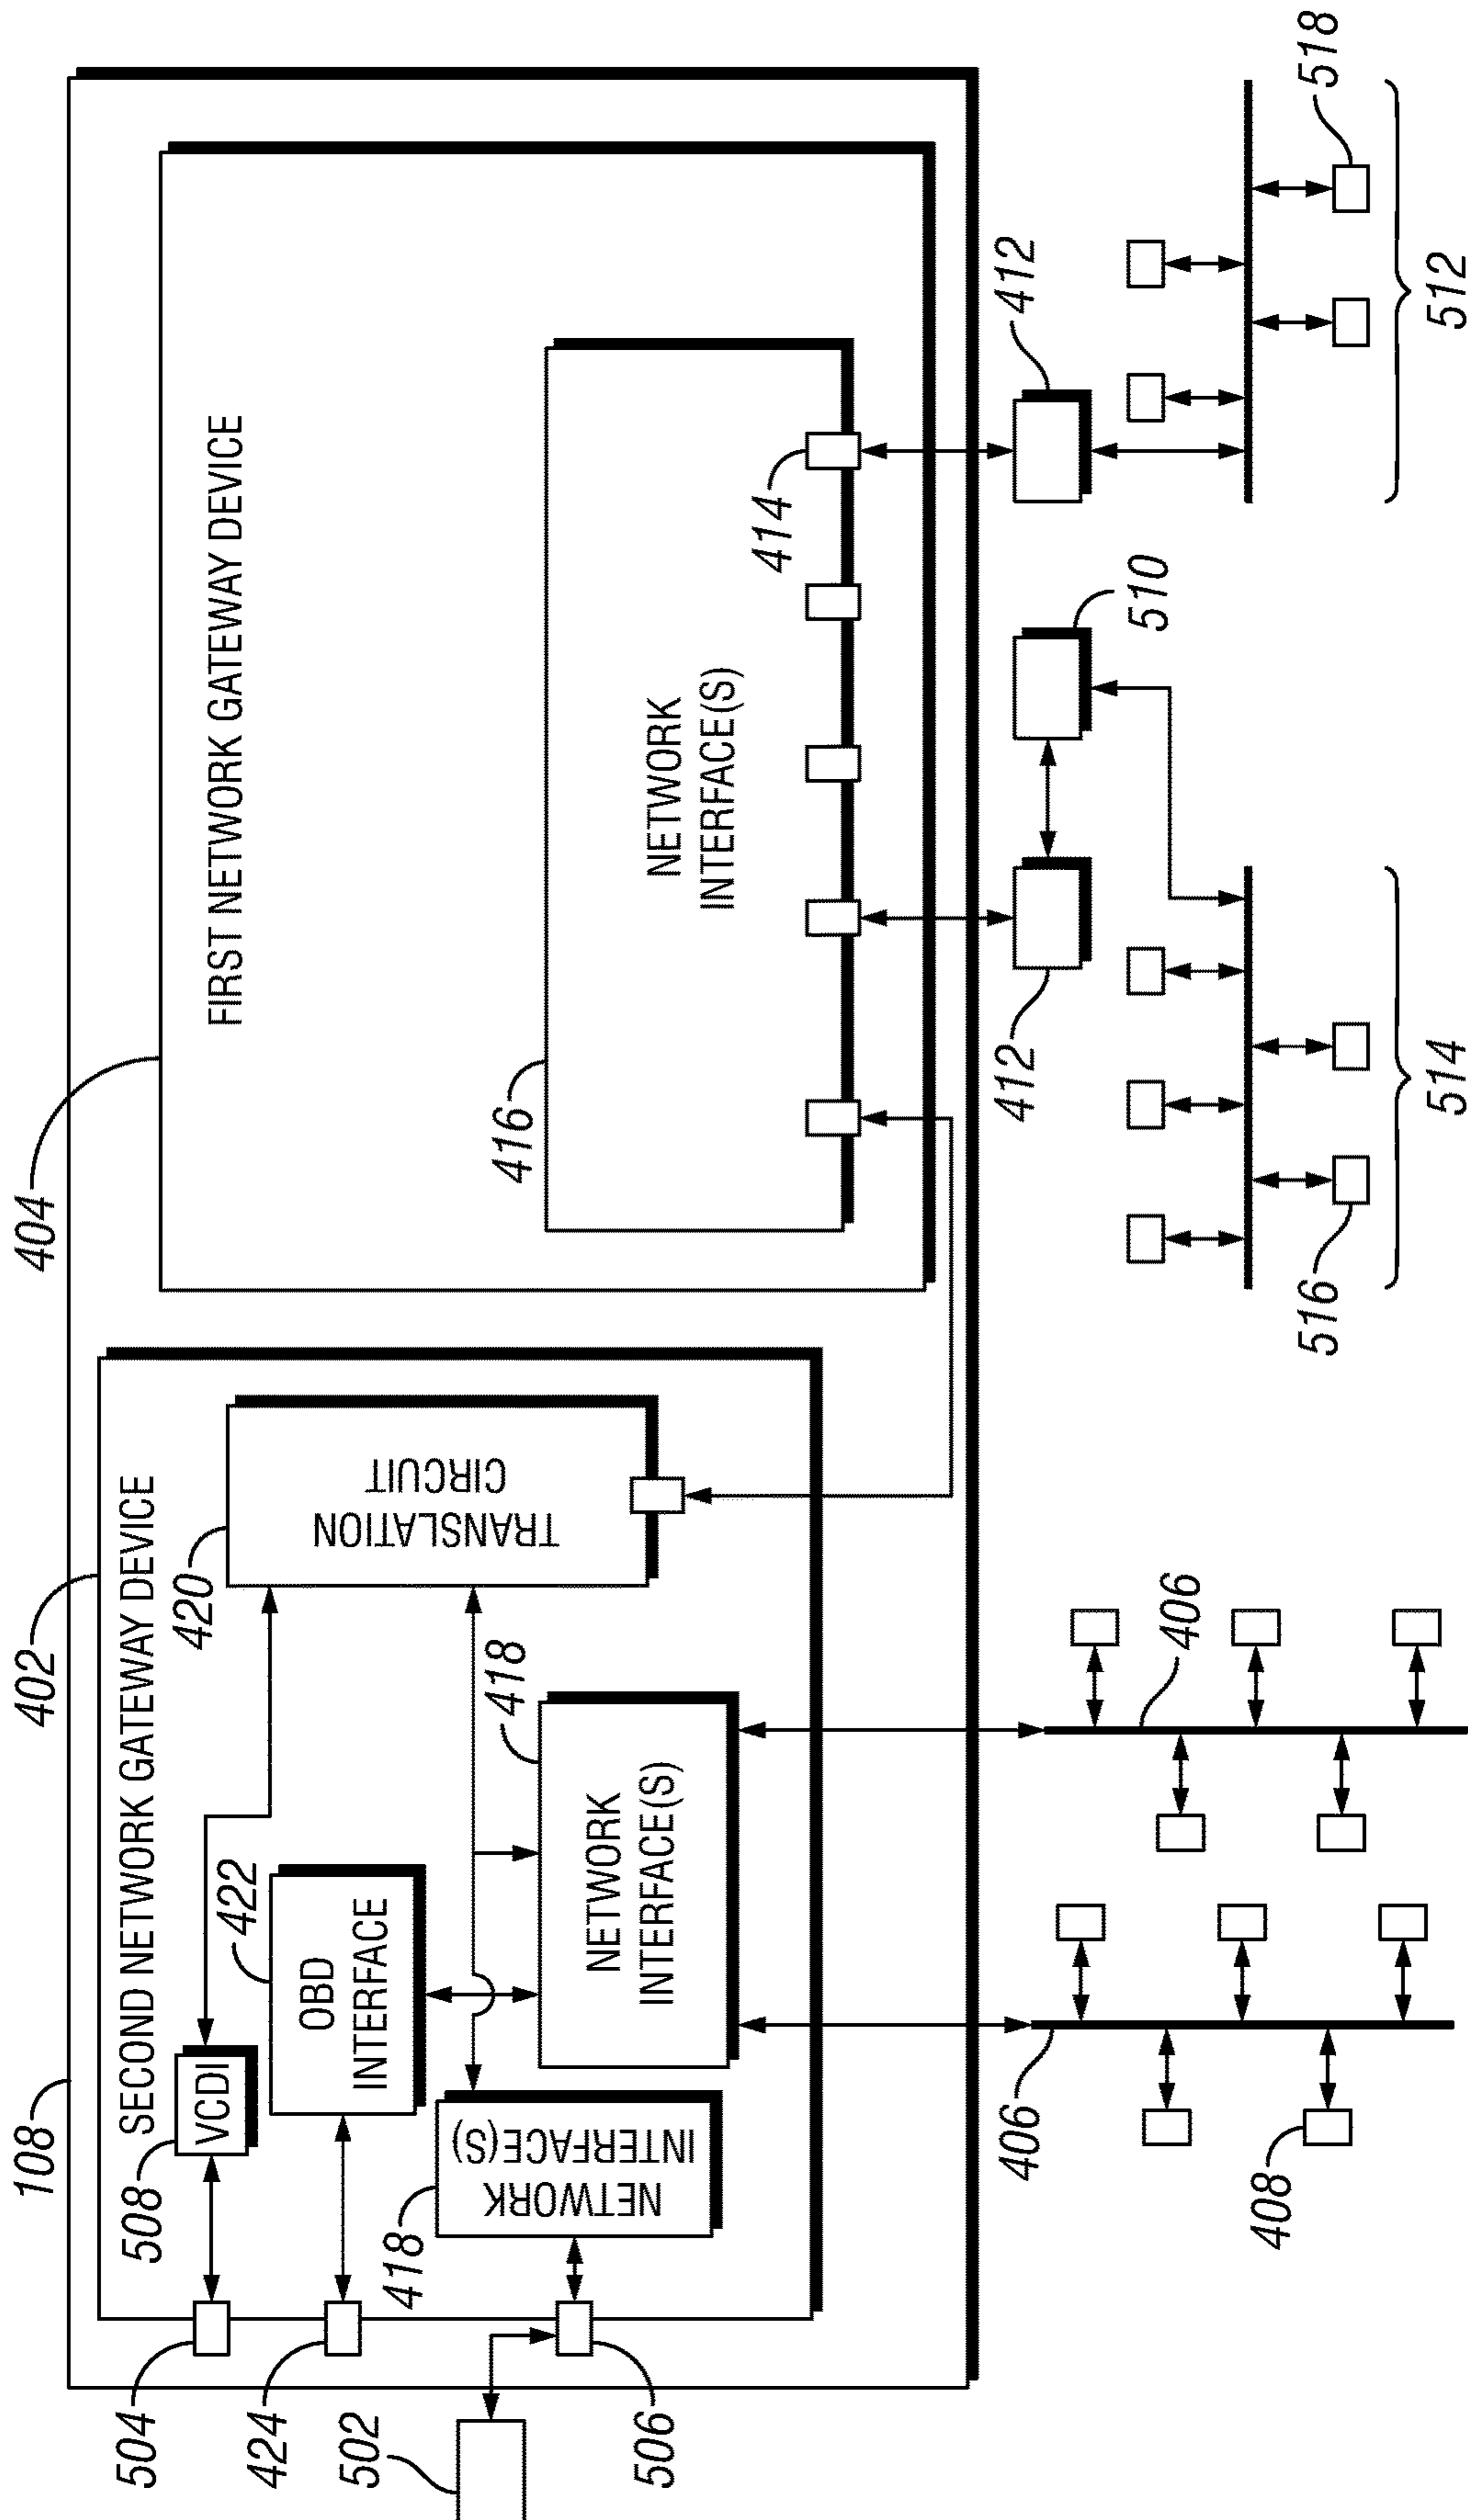 108
402
404
SECOND NETWORK GATEWAY DEVICE
FIRST NETWORK GATEWAY DEVICE
504
508
VCDI
422
420
TRANSLATION
CIRCUIT
424
OBD
INTERFACE
502
418
NETWORK
INTERFACE(S)
418
NETWORK
INTERFACE(S)
416
NETWORK
INTERFACE(S)
414
506
406
406
408
412
412
510
516
514
518
512